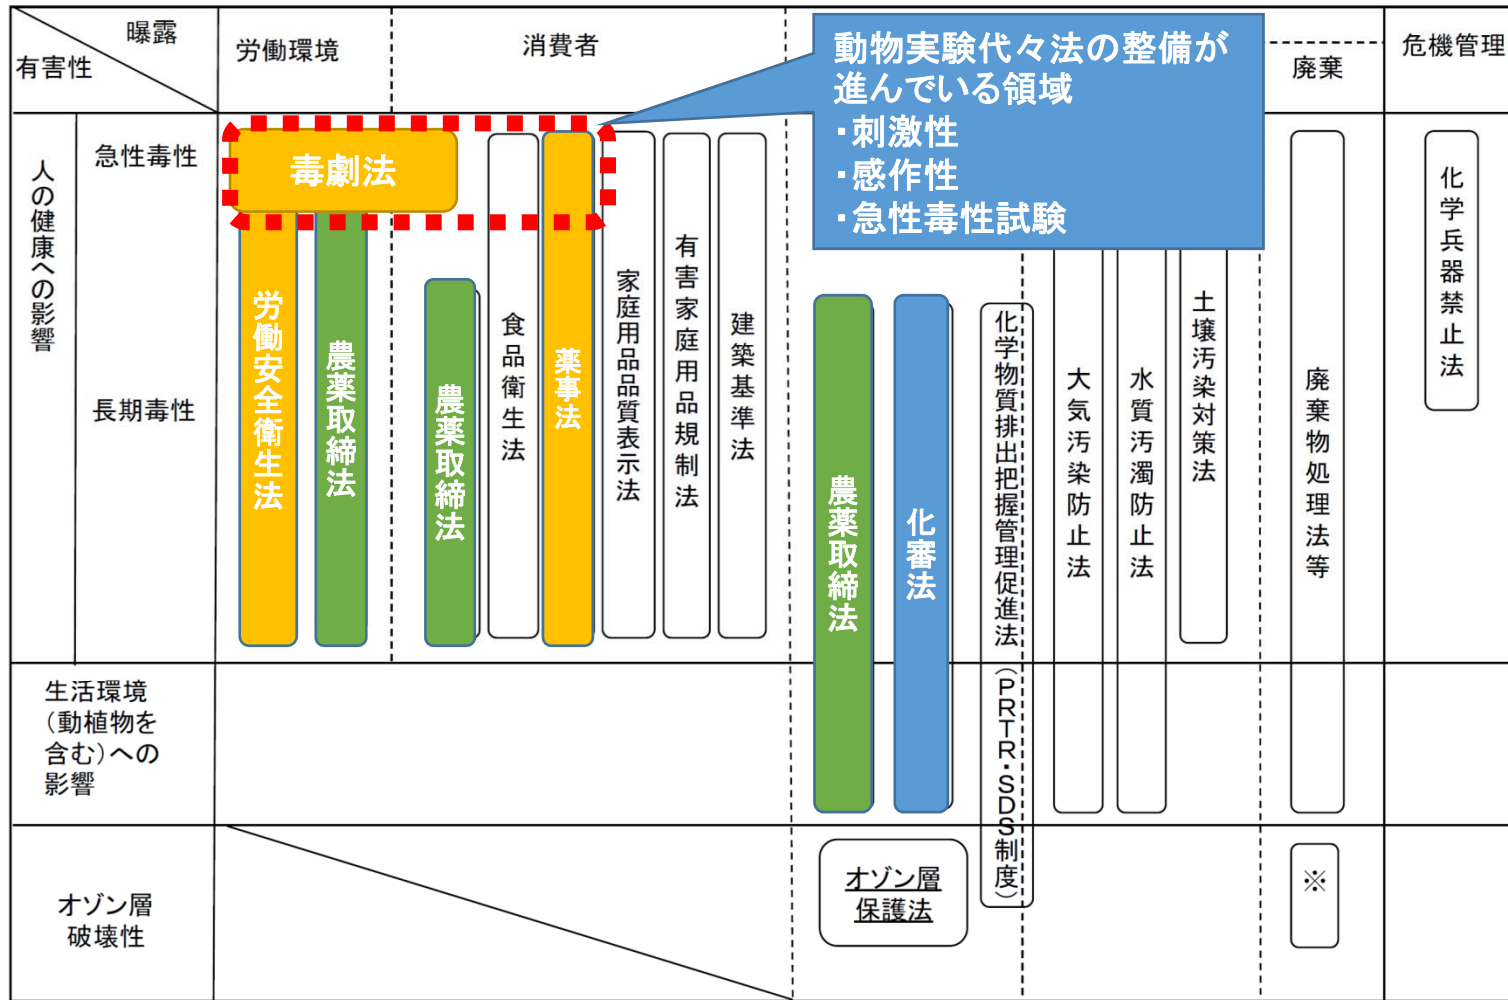 曝露
有害性
労働環境
消費者
動物実験代々法の整備が
進んでいる領域
・刺激性
・感作性
・急性毒性試験
廃棄
危機管理
人の健康への影響
急性毒性
長期毒性
毒劇法
労働安全衛生法
農薬取締法
農薬取締法
食品衛生法
薬事法
家庭用品品質表示法
有害家庭用品規制法
建築基準法
農薬取締法
化審法
化学物質排出把握管理促進法(PRTR・SDS制度)
大気汚染防止法
水質汚濁防止法
土壌汚染対策法
廃棄物処理法等
化学兵器禁止法
生活環境
(動植物を
含む)への
影響
オゾン層
破壊性
オゾン層
保護法
※